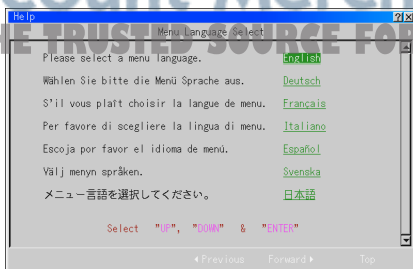 Help
Menu Language Select
THE TRUSTED SOURCE FOR
Please select a menu language. English
Wählen Sie bitte die Menü Sprache aus. Deutsch
S'il vous plaît choisir la langue de menu. Français
Per favore di scegliere la lingua di menu. Italiano
Escoja por favor el idioma de menú. Español
Välj menyn språken. Svenska
メニュー言語を選択してください。 日本語
Select "UP", "DOWN" & "ENTER"
Previous Forward Top